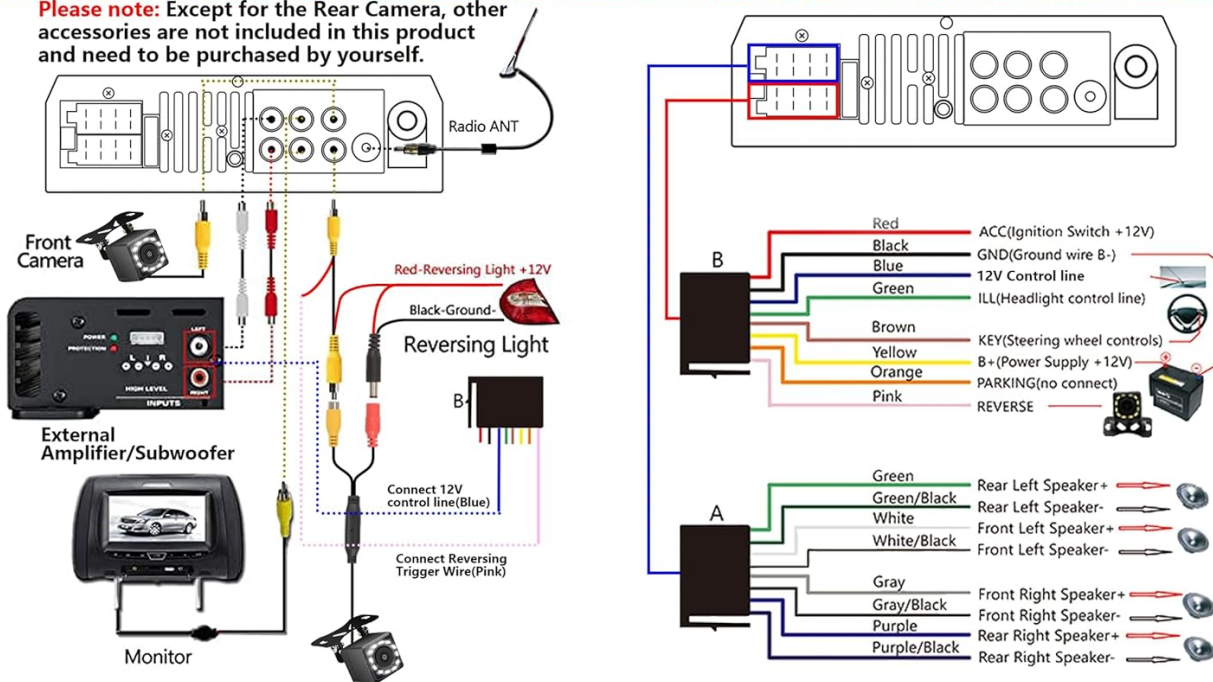 Please note: Except for the Rear Camera, other
accessories are not included in this product
and need to be purchased by yourself.
Radio ANT
Front
Camera
Red-Reversing Light +12V
Black-Ground-
Reversing Light
POWER
PROTECTION
LEFT
L I R
HIGH LEVEL
FRONT
INPUTS
B
External
Amplifier/Subwoofer
Connect 12V
control line(Blue)
Connect Reversing
Trigger Wire(Pink)
Monitor
B
Red
ACC(Ignition Switch +12V)
Black
GND(Ground wire B-)
Blue
12V Control line
Green
ILL(Headlight control line)
Brown
KEY(Steering wheel controls)
Yellow
B+(Power Supply +12V)
Orange
PARKING(no connect)
Pink
REVERSE
A
Green
Rear Left Speaker+
Green/Black
Rear Left Speaker-
White
Front Left Speaker+
White/Black
Front Left Speaker-
Gray
Front Right Speaker+
Gray/Black
Front Right Speaker-
Purple
Rear Right Speaker+
Purple/Black
Rear Right Speaker-